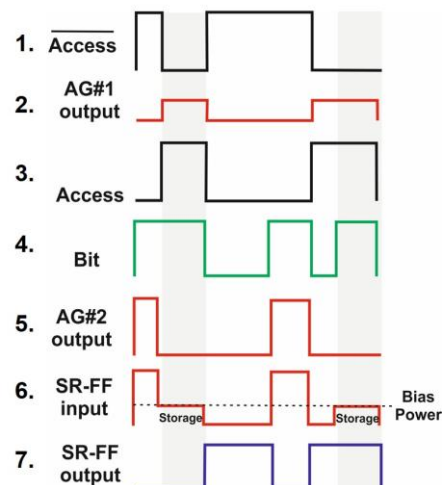 1. Access
2. AG#1
output
3. Access
4. Bit
5. AG#2
output
6. SR-FF
input
Storage
Storage
Bias
Power
7. SR-FF
output